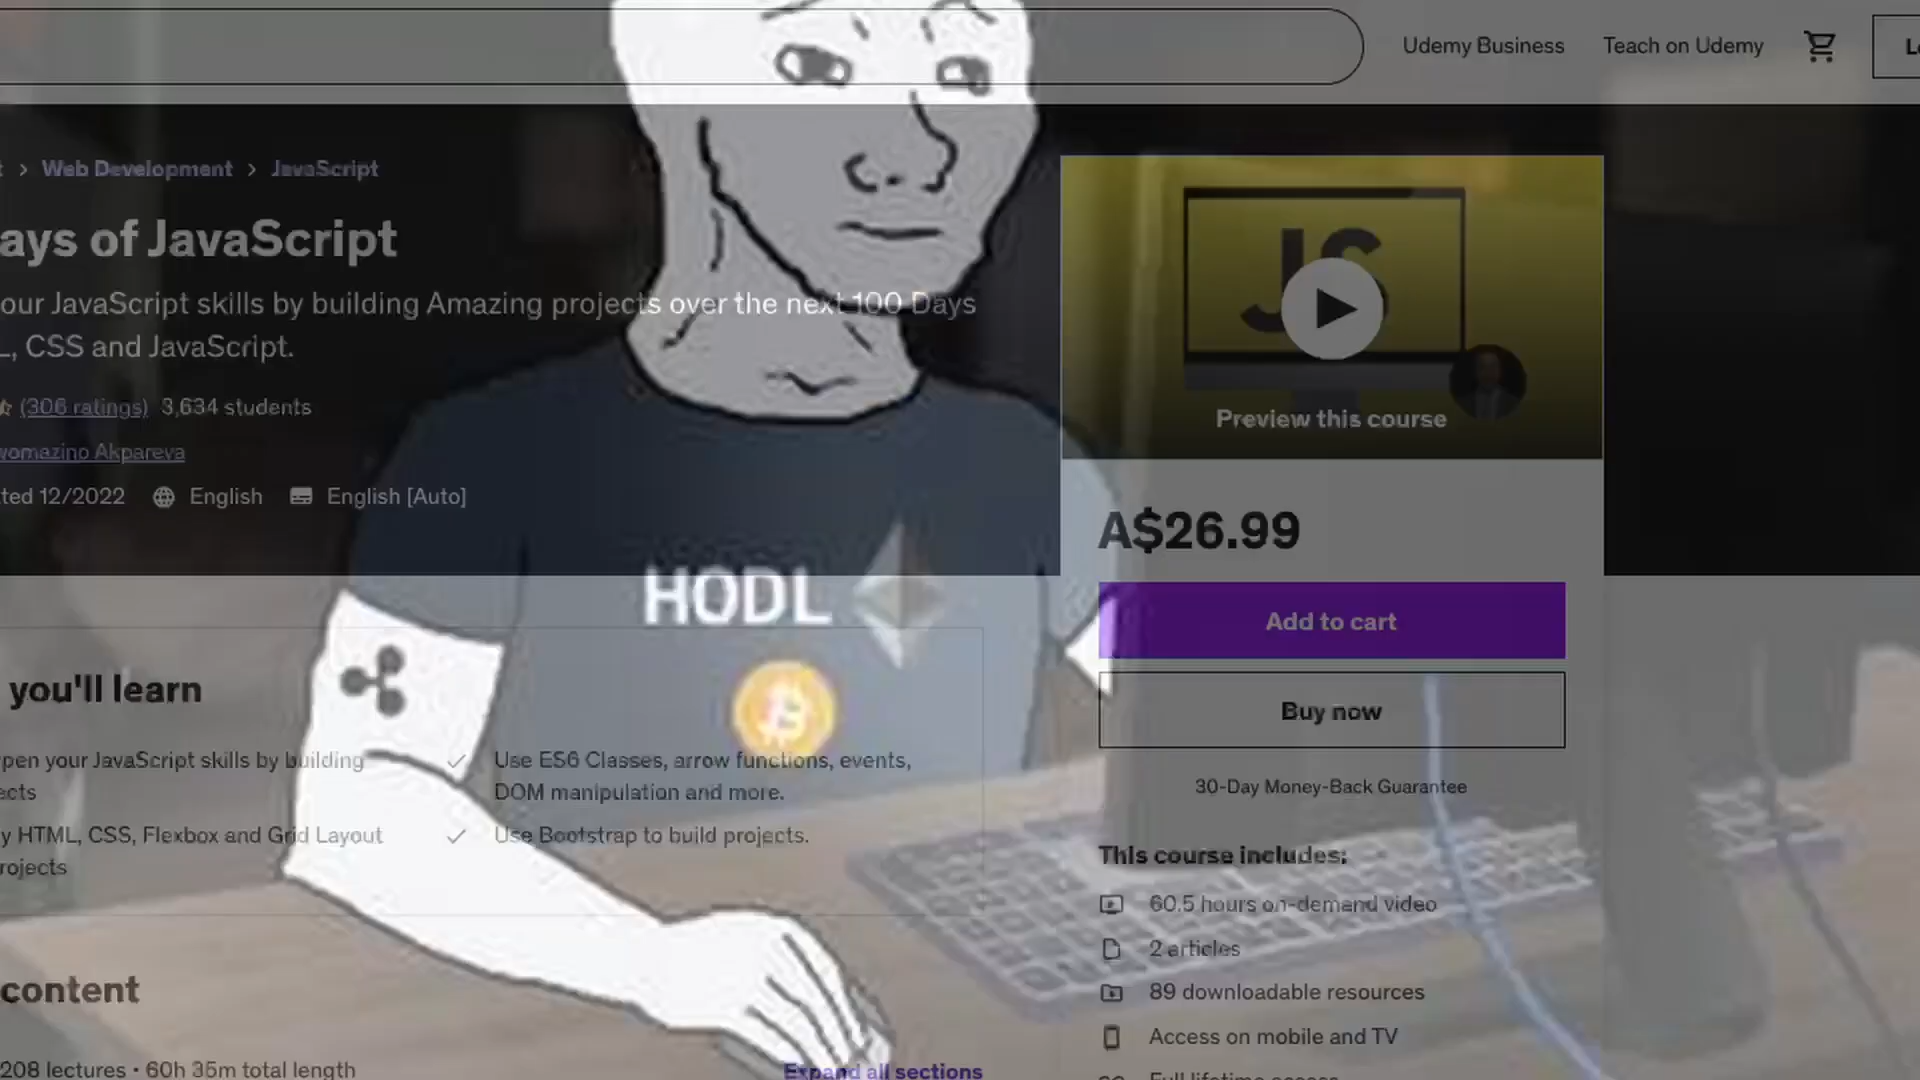 Udemy Business
Teach on Udemy
Web Development > JavaScript
ays of JavaScript
our JavaScript skills by building Amazing projects over the next 100 Days
L, CSS and JavaScript.
(306 ratings) 3,634 students
womazino Akpareva
ted 12/2022 English English [Auto]
JS
Preview this course
A$26.99
Add to cart
Buy now
30-Day Money-Back Guarantee
This course includes:
60.5 hours on-demand video
2 articles
89 downloadable resources
Access on mobile and TV
Full lifetime access
HODL
you'll learn
pen your JavaScript skills by building
ects
Use ES6 Classes, arrow functions, events,
DOM manipulation and more.
y HTML, CSS, Flexbox and Grid Layout
rojects
Use Bootstrap to build projects.
content
208 lectures • 60h 35m total length
Expand all sections